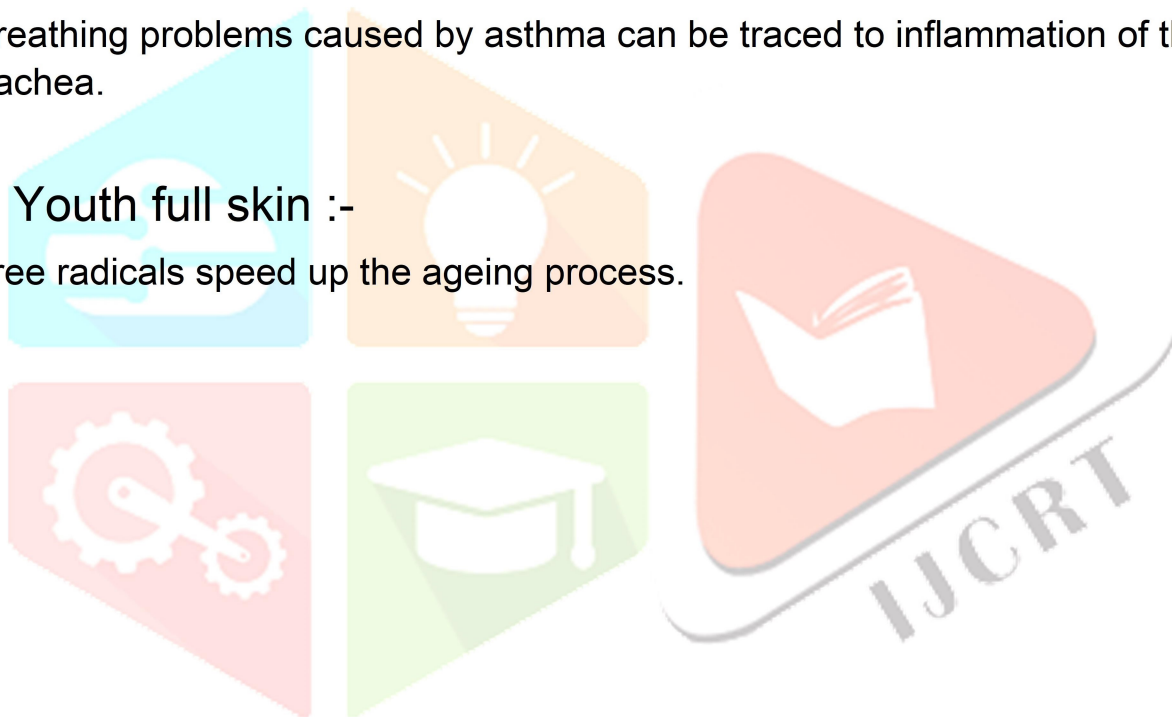 reathing problems caused by asthma can be traced to inflammation of t
achea.
Youth full skin :-
ree radicals speed up the ageing process.
IJCRT